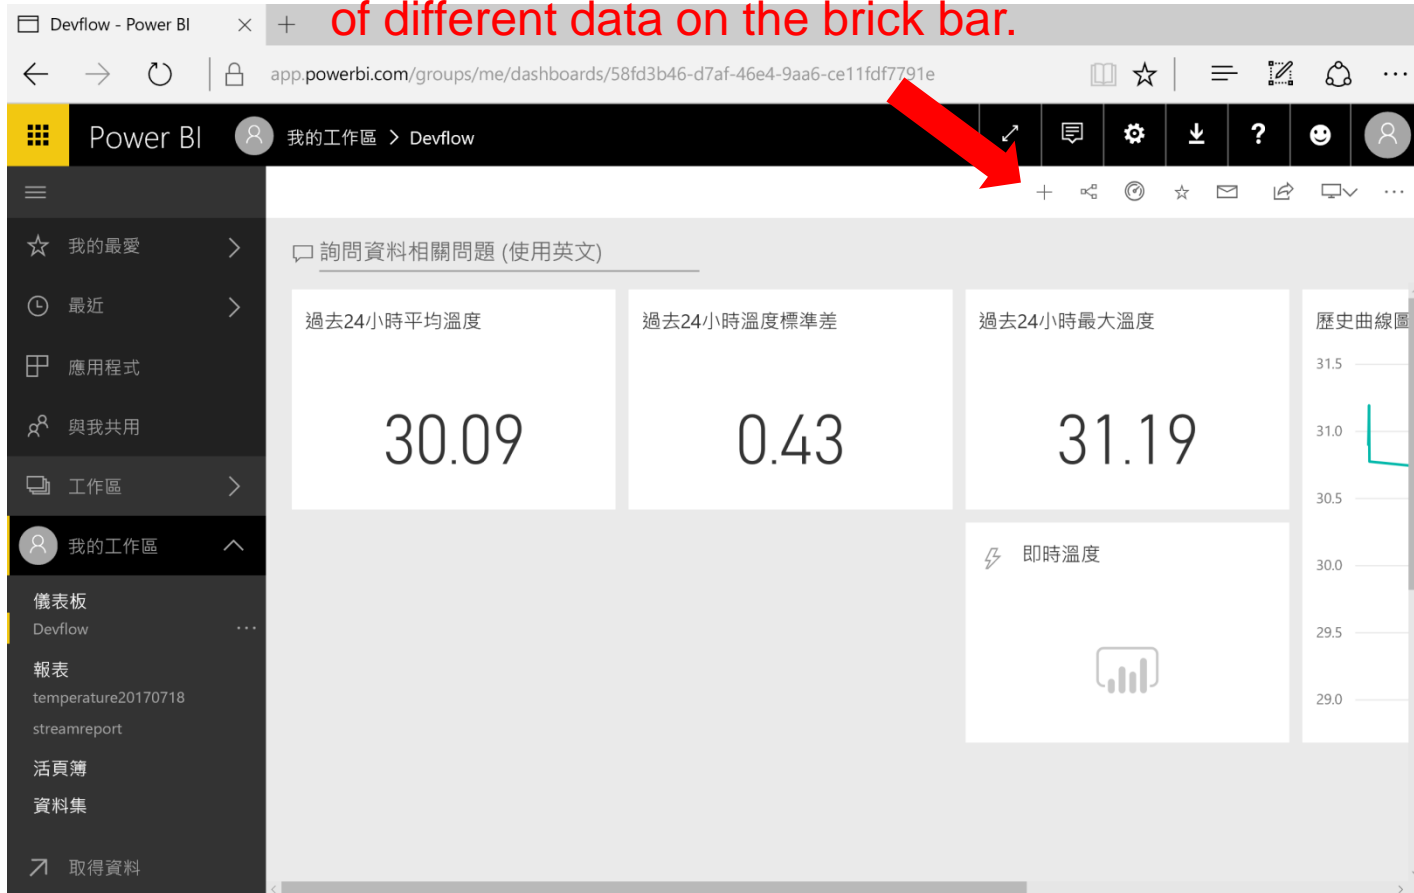 of different data on the brick bar.
Devflow - Power BI
app.powerbi.com/groups/me/dashboards/58fd3b46-d7af-46e4-9aa6-ce11fdf7791e
Power BI
我的工作區 > Devflow
我的最愛
最近
應用程式
與我共用
工作區
我的工作區
儀表板
Devflow
報表
temperature20170718
streamreport
活頁簿
資料集
取得資料
詢問資料相關問題 (使用英文)
過去24小時平均溫度
30.09
過去24小時溫度標準差
0.43
過去24小時最大溫度
31.19
即時溫度
歷史曲線圖
31.5
31.0
30.5
30.0
29.5
29.0